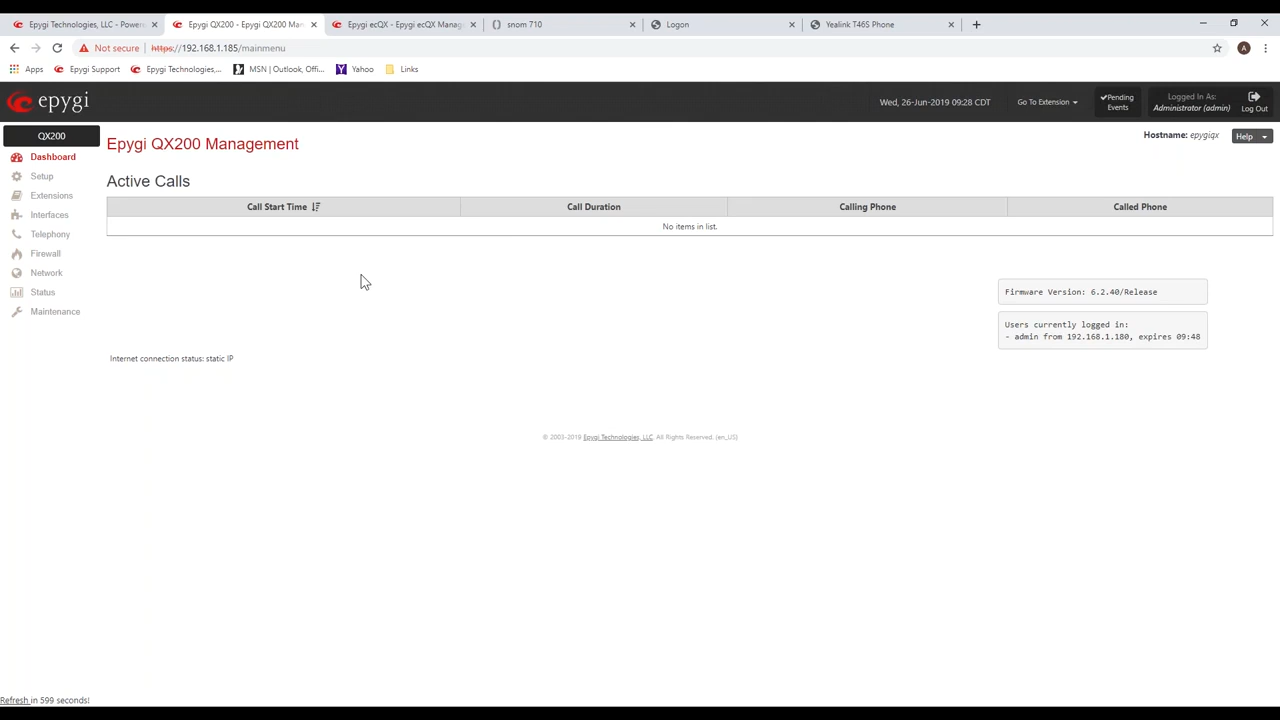 Epygi Technologies, LLC - Power
Epygi QX200 - Epygi QX200 Man
Epygi ecQX - Epygi ecQX Manag
snom 710
Logon
Yealink T46S Phone
Not secure
https://192.168.1.185/mainmenu
A
Apps
Epygi Support
Epygi Technologies,...
MSN | Outlook, Offi...
Yahoo
Links
epygi
Wed, 26-Jun-2019 09:28 CDT
Go To Extension
Pending
Events
Logged In As:
Administrator (admin)
Log Out
QX200
Dashboard
Setup
Extensions
Interfaces
Telephony
Firewall
Network
Status
Maintenance
Epygi QX200 Management
Hostname: epygiqx
Help
Active Calls
Call Start Time
Call Duration
Calling Phone
Called Phone
No items in list.
Firmware Version: 6.2.40/Release
Users currently logged in:
- admin from 192.168.1.180, expires 09:48
Internet connection status: static IP
© 2003-2019 Epygi Technologies, LLC. All Rights Reserved. (en_US)
Refresh in 599 seconds!